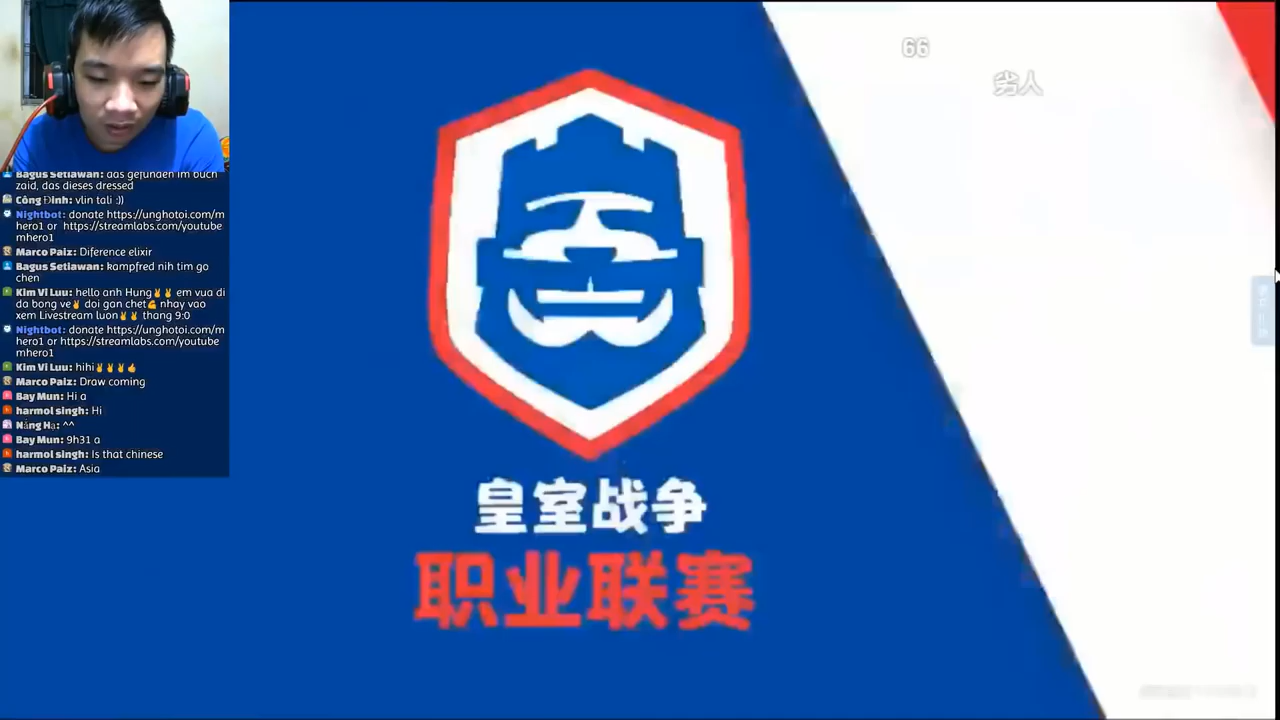 66
劣人
Bagus Setiawan: das gefunden im buch
zaid, das dieses dressed
Công Đinh: vlin tali :))
Nightbot: donate https://unghotoi.com/m
hero1 or https://streamlabs.com/youtube
mhero1
Marco Paiz: Diference elixir
Bagus Setiawan: kampfred nih tim go
chen
Kim Vi Luu: hello anh Hung✌✌ em vua di
da bong ve✌ doi gan chet💪 nhay vao
xem Livestream luon✌✌ thang 9:0
Nightbot: donate https://unghotoi.com/m
hero1 or https://streamlabs.com/youtube
mhero1
Kim Vi Luu: hihi✌✌✌👍
Marco Paiz: Draw coming
Bay Mun: Hi a
harmol singh: Hi
Nắng Hạ: ^^
Bay Mun: 9h31 a
harmol singh: Is that chinese
Marco Paiz: Asia
皇室战争
职业联赛